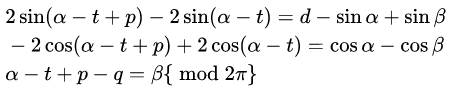 2 sin(α − t + p) − 2 sin(α − t) = d − sin α + sin β
− 2 cos(α − t + p) + 2 cos(α − t) = cos α − cos β
α − t + p − q = β{ mod 2π}